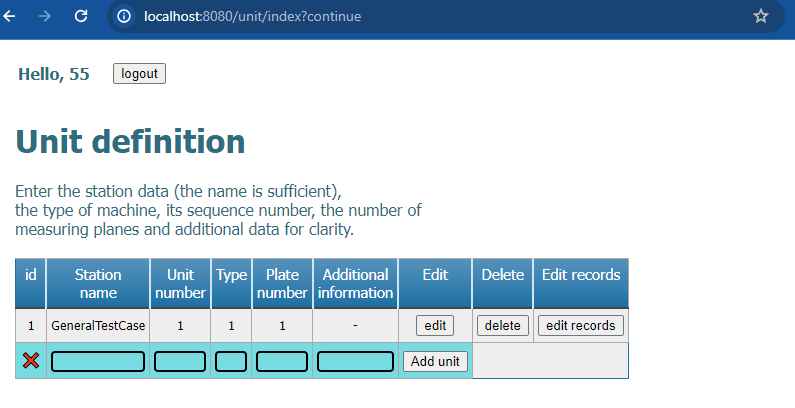 localhost:8080/unit/index?continue
Hello, 55 logout
Unit definition
Enter the station data (the name is sufficient),
the type of machine, its sequence number, the number of
measuring planes and additional data for clarity.
id Station name Unit number Type Plate number Additional information Edit Delete Edit records
1 GeneralTestCase 1 1 1 - edit delete edit records
Add unit